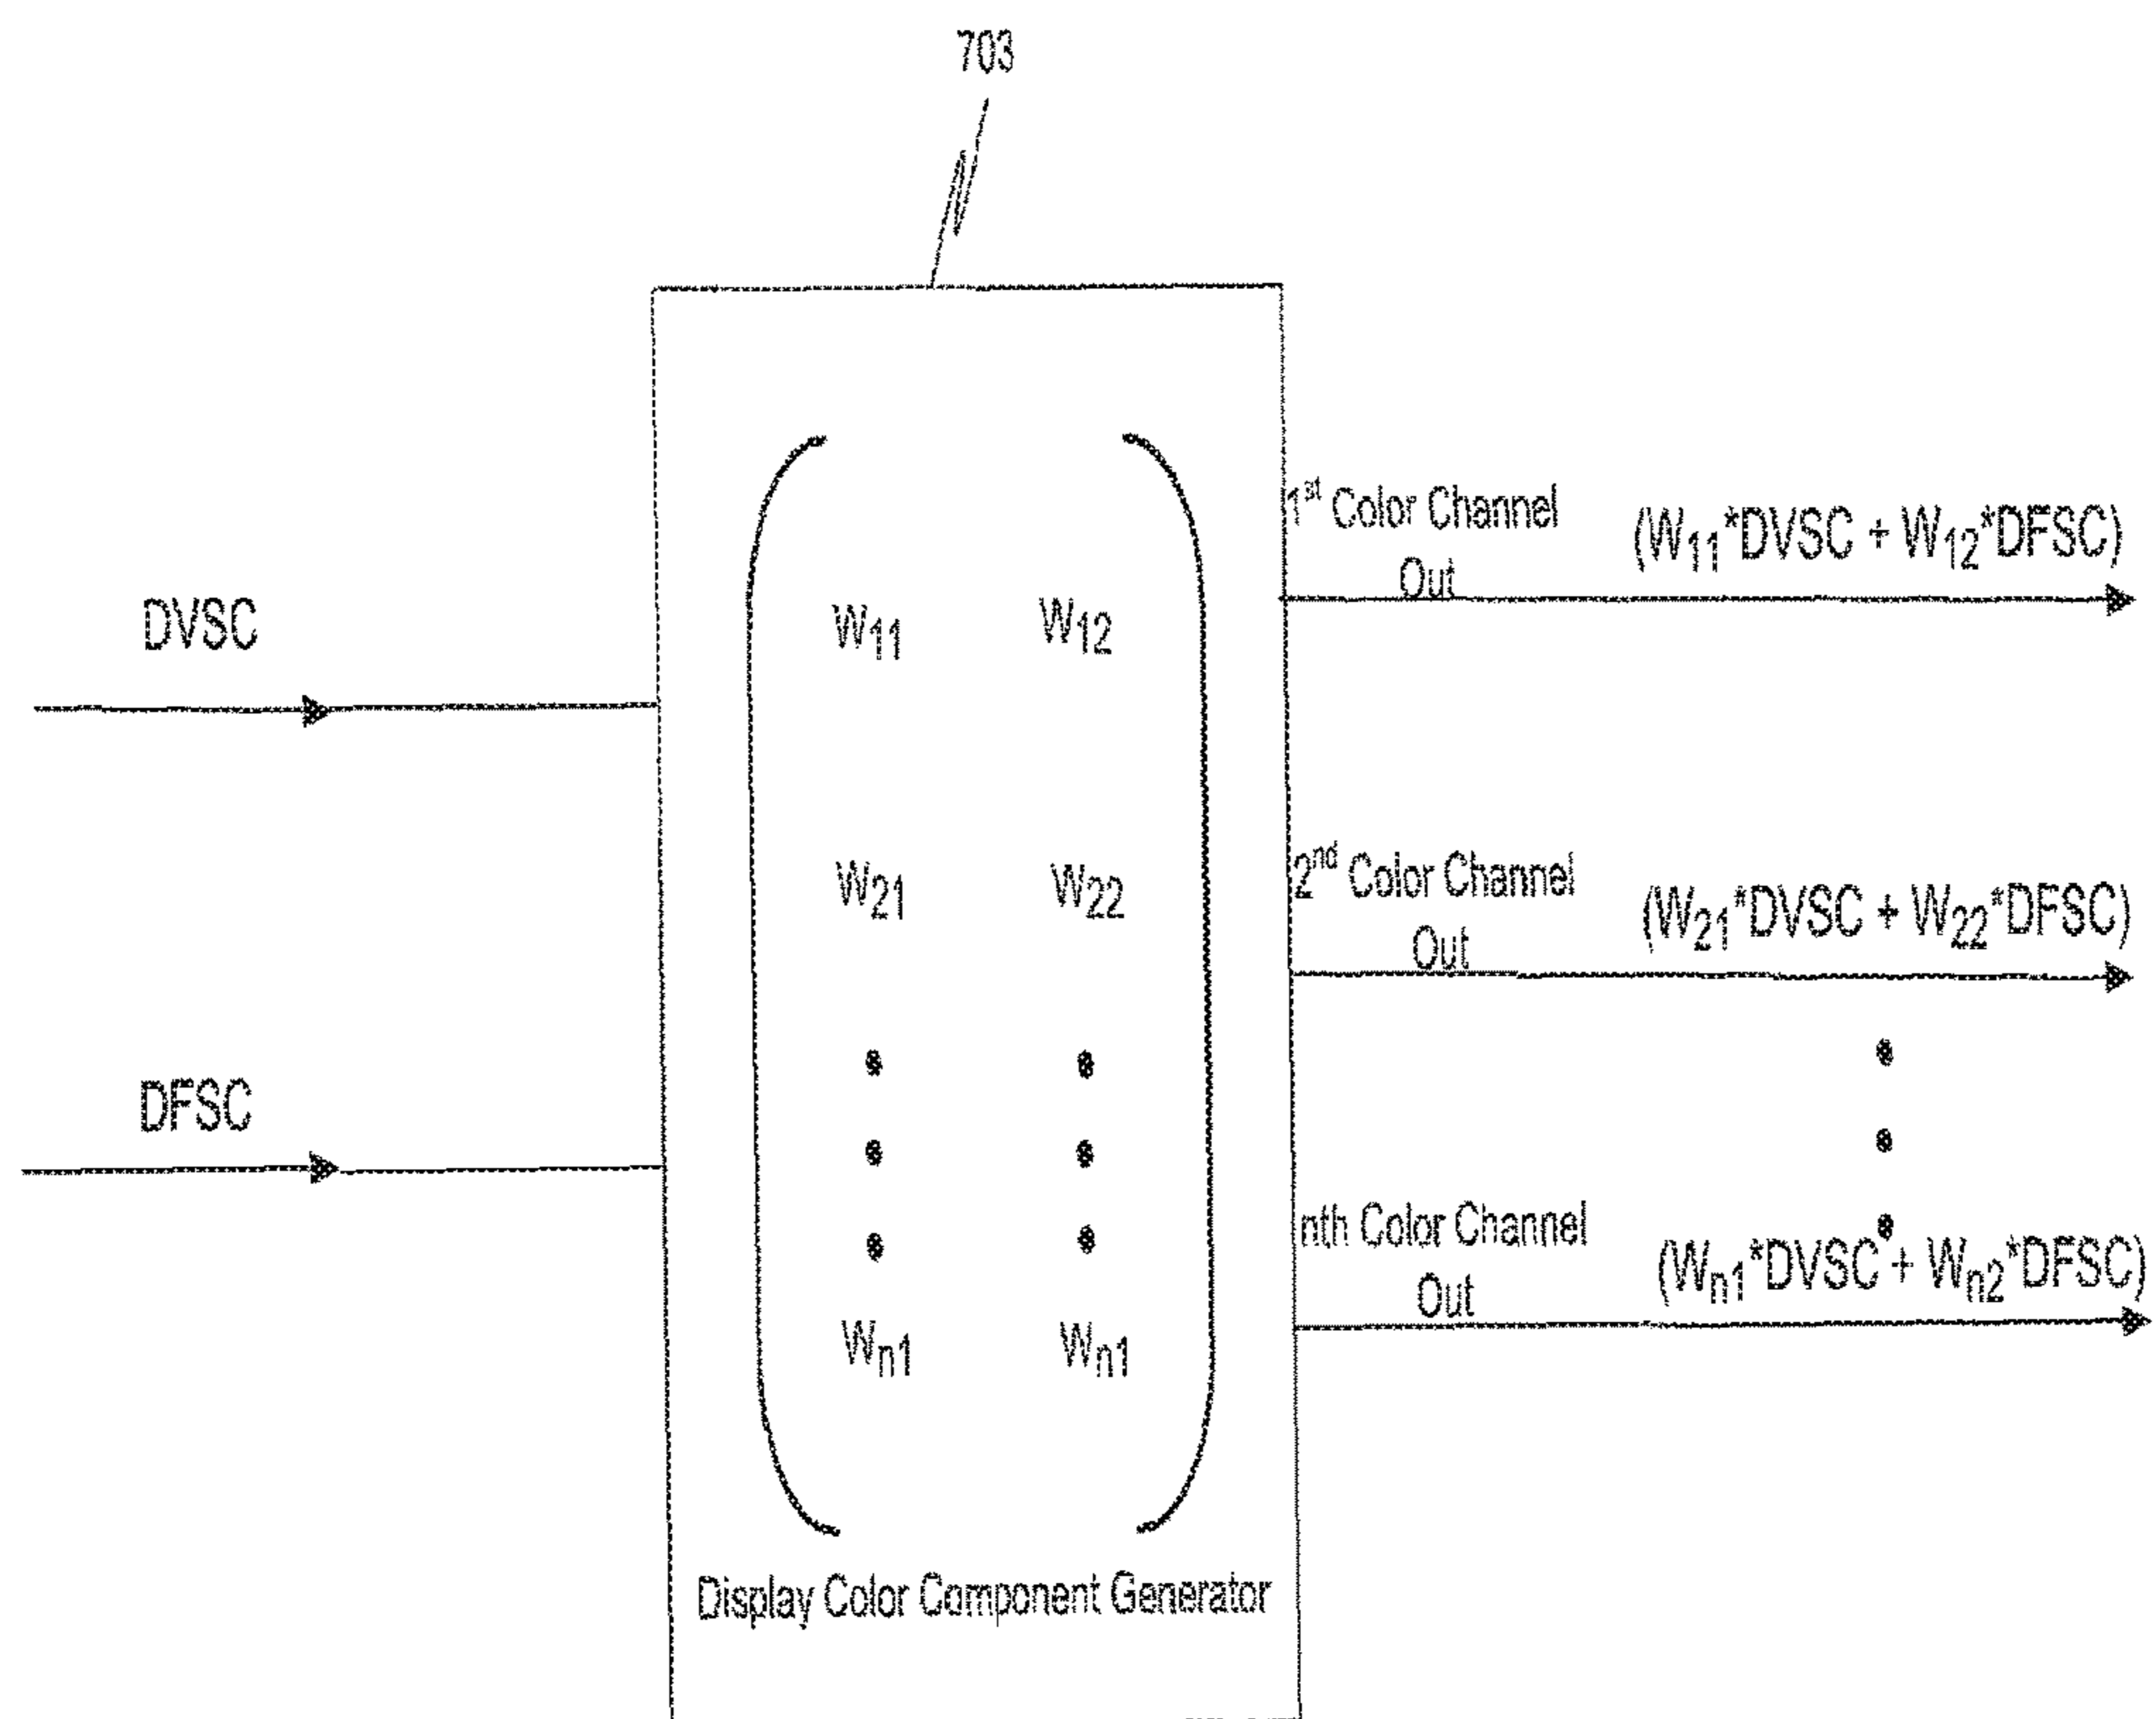 703
1st Color Channel
Out
(W11*DVSC + W12*DFSC)
DVSC
W11 W12
2nd Color Channel
Out
(W21*DVSC + W22*DFSC)
W21 W22
DFSC
nth Color Channel
Out
(Wn1*DVSC + Wn2*DFSC)
Wn1 Wn1
Display Color Component Generator